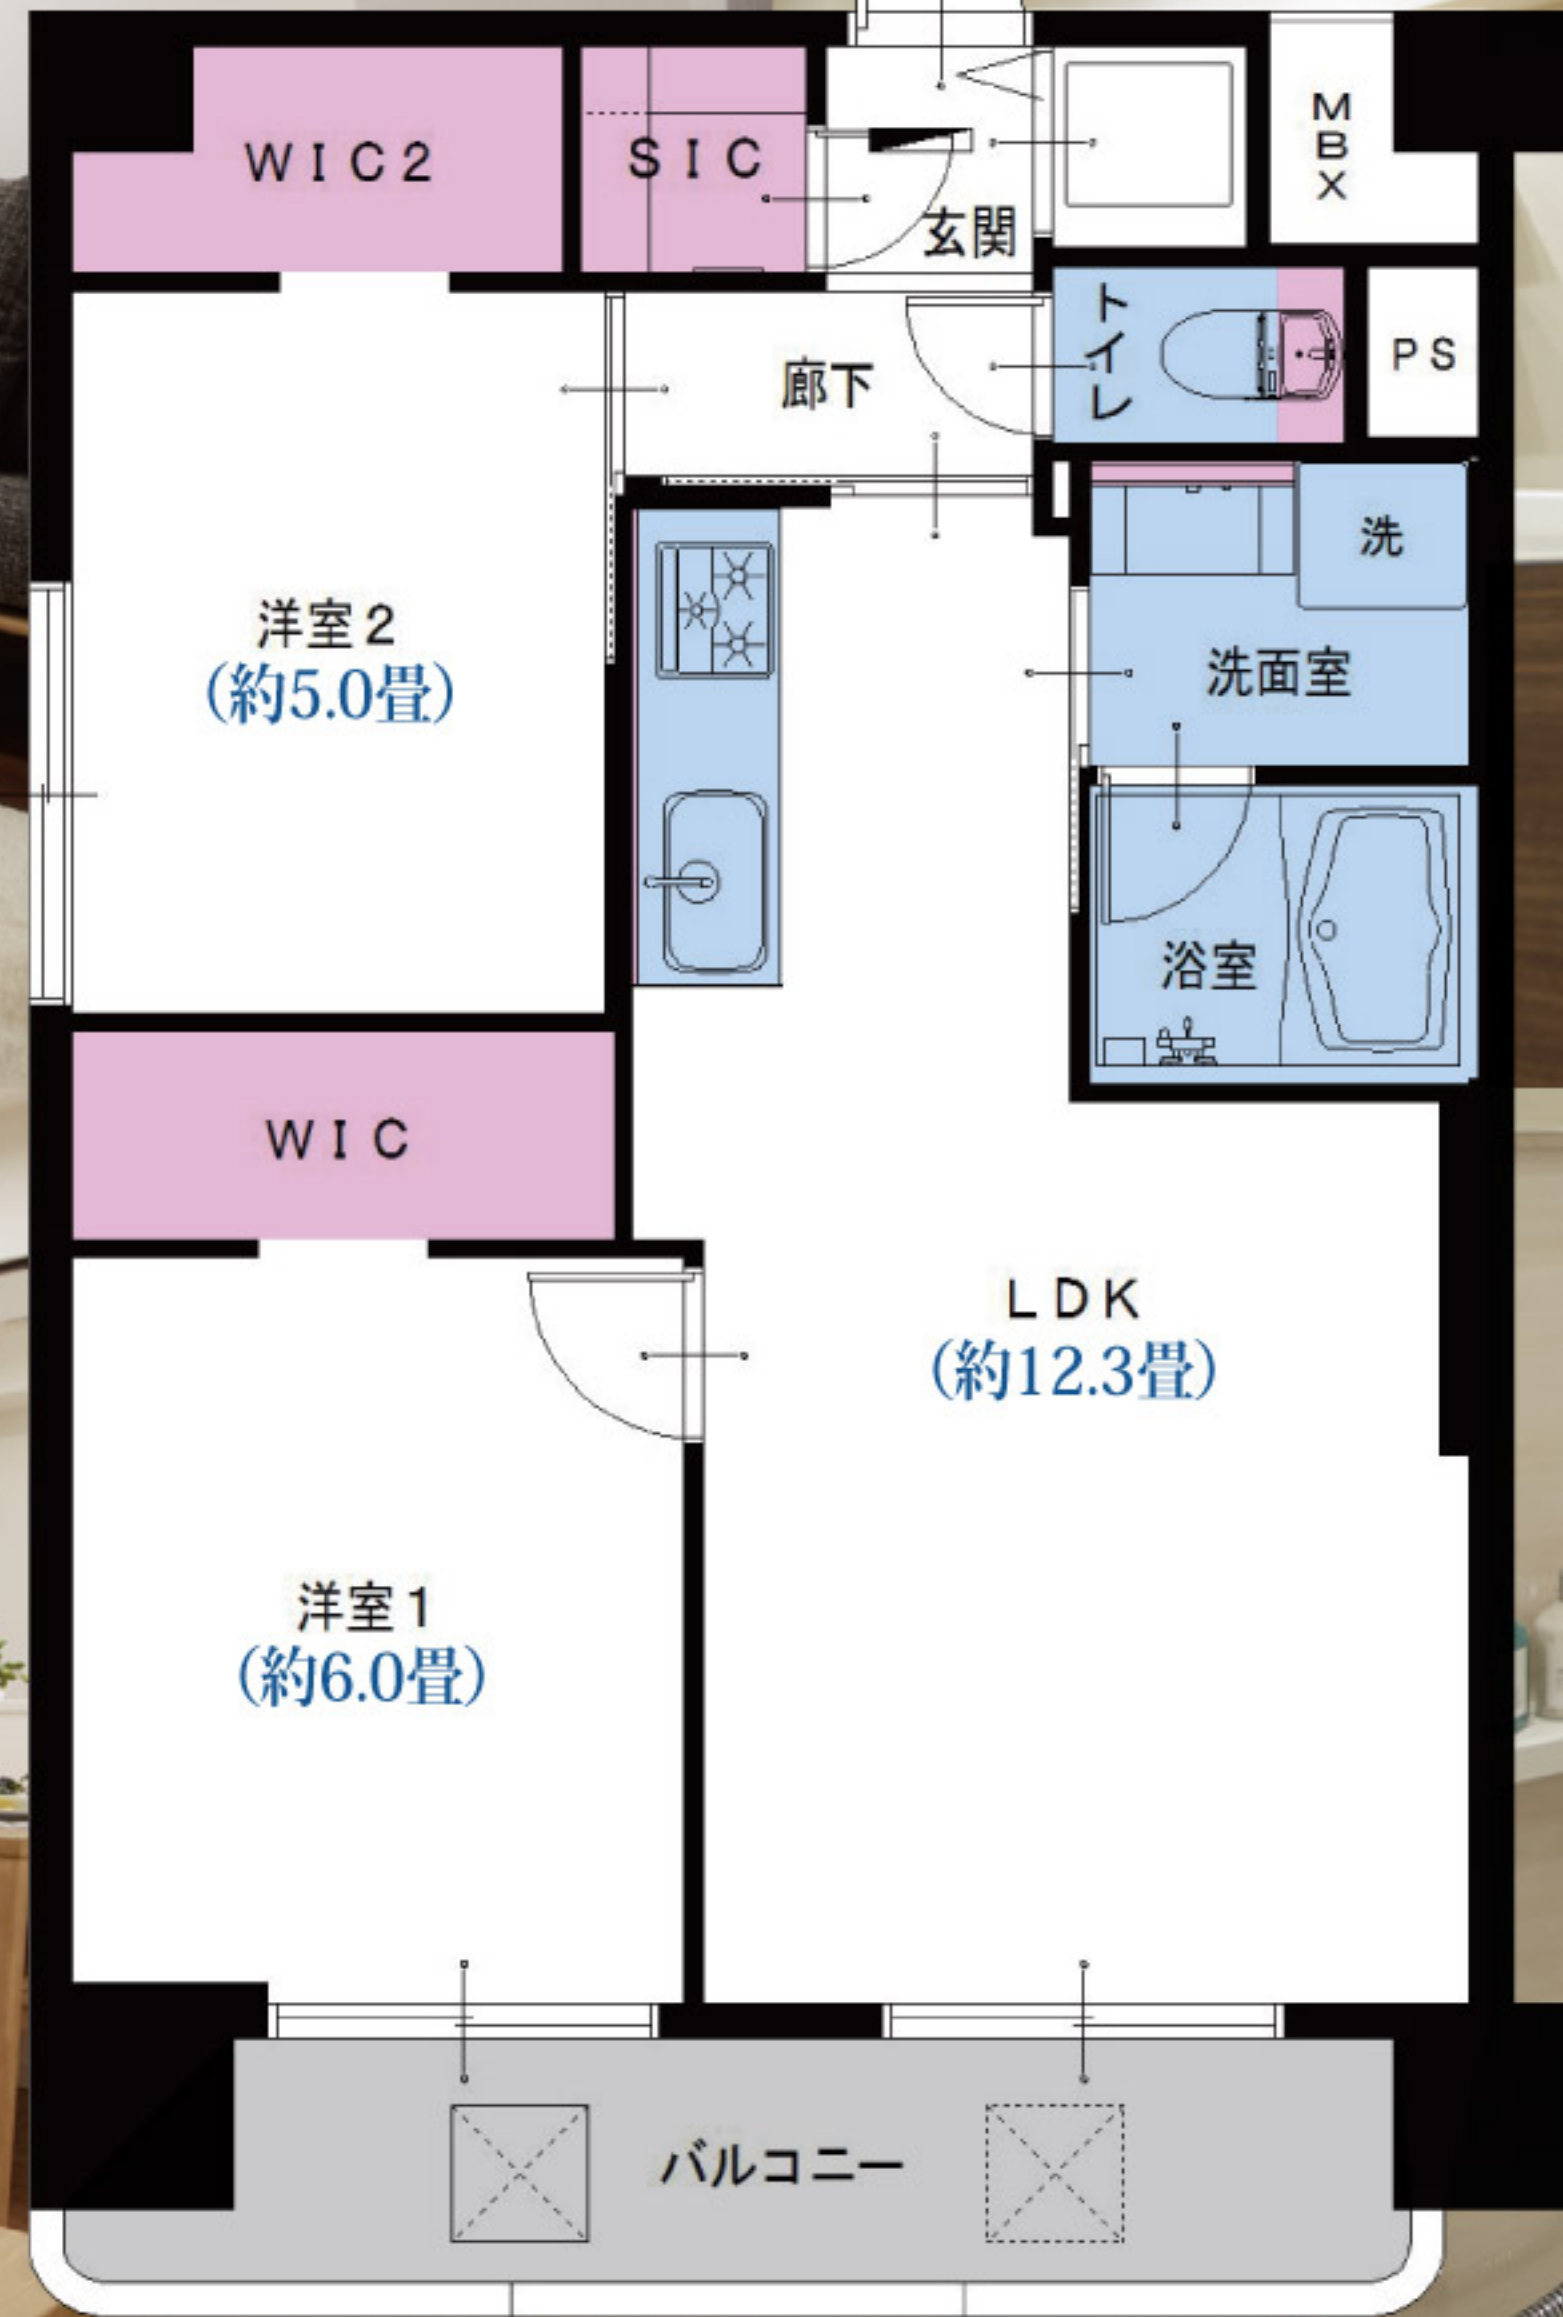 WIC2
SIC
MBX
玄関
トイレ
PS
廊下
洗
洋室2
(約5.0畳)
洗面室
浴室
WIC
LDK
(約12.3畳)
洋室1
(約6.0畳)
バルコニー